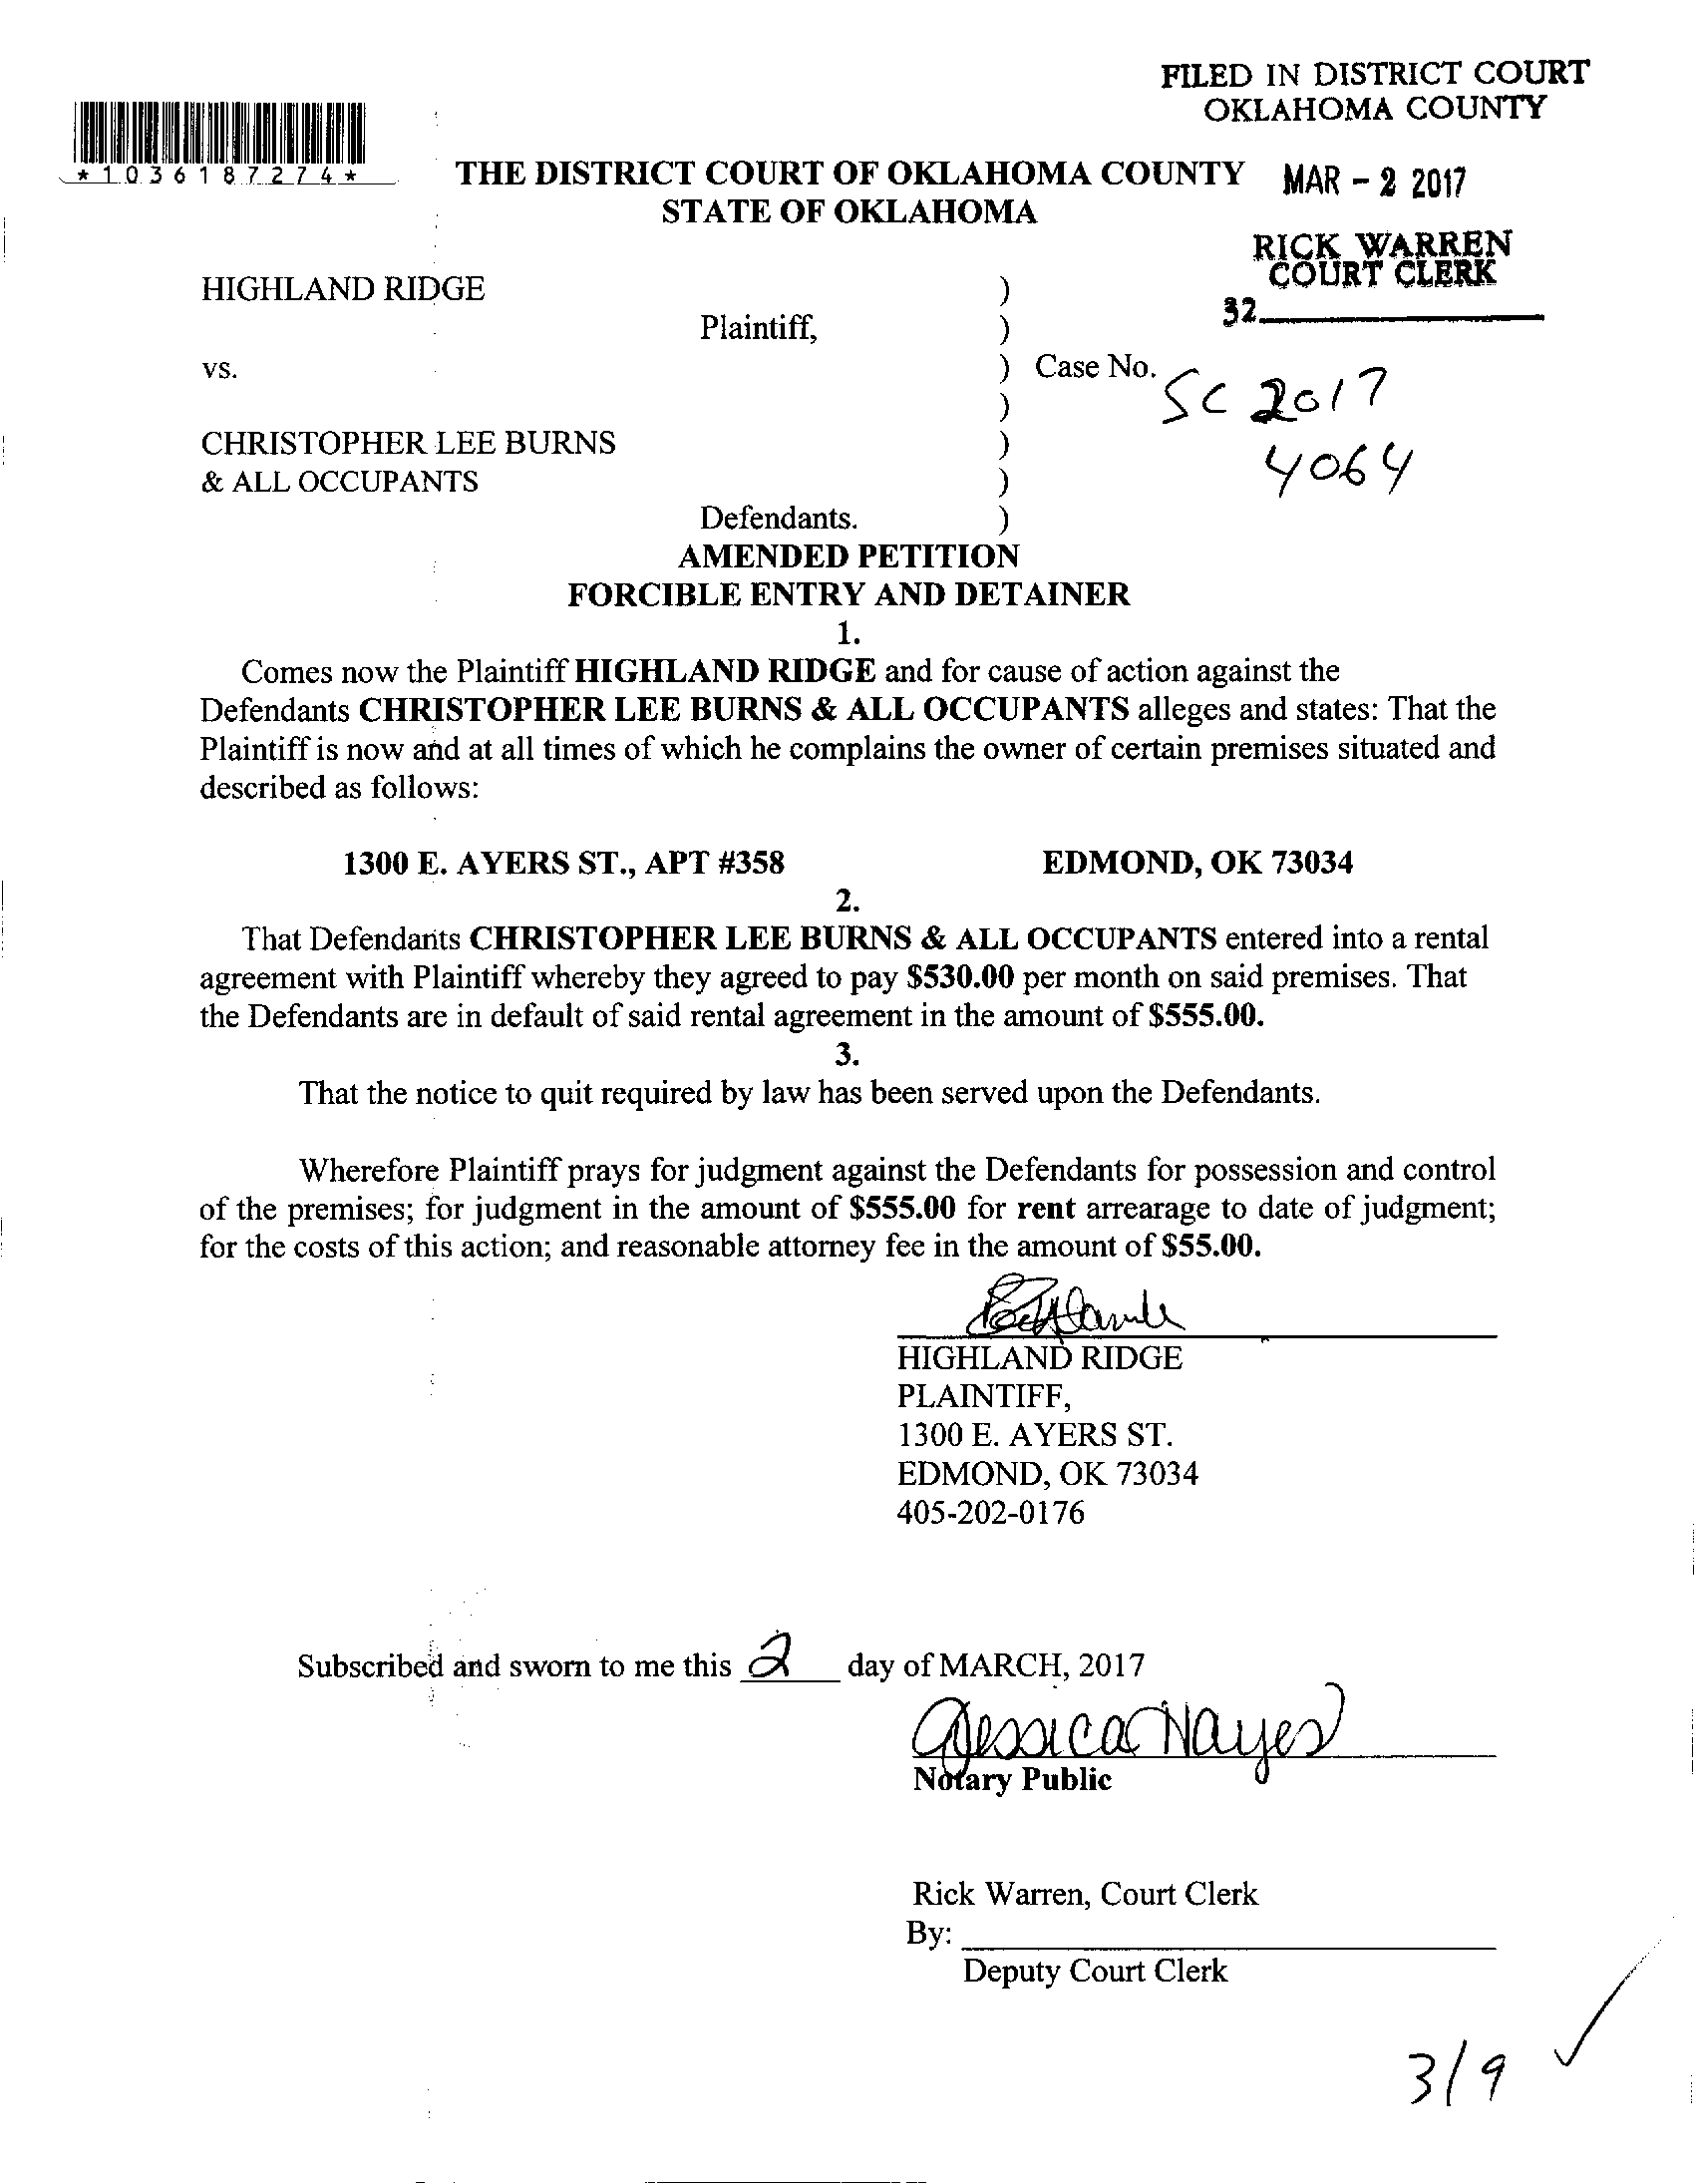 FILED IN DISTRICT COURT
OKLAHOMA COUNTY
*1036187274*
THE DISTRICT COURT OF OKLAHOMA COUNTY
MAR - 2 2017
STATE OF OKLAHOMA
RICK WARREN
COURT CLERK
32
HIGHLAND RIDGE )
Plaintiff, )
vs. ) Case No. SC 2017
)
CHRISTOPHER LEE BURNS ) 4064
& ALL OCCUPANTS )
Defendants. )
AMENDED PETITION
FORCIBLE ENTRY AND DETAINER
1.
Comes now the Plaintiff HIGHLAND RIDGE and for cause of action against the
Defendants CHRISTOPHER LEE BURNS & ALL OCCUPANTS alleges and states: That the
Plaintiff is now and at all times of which he complains the owner of certain premises situated and
described as follows:
1300 E. AYERS ST., APT #358 EDMOND, OK 73034
2.
That Defendants CHRISTOPHER LEE BURNS & ALL OCCUPANTS entered into a rental
agreement with Plaintiff whereby they agreed to pay $530.00 per month on said premises. That
the Defendants are in default of said rental agreement in the amount of $555.00.
3.
That the notice to quit required by law has been served upon the Defendants.
Wherefore Plaintiff prays for judgment against the Defendants for possession and control
of the premises; for judgment in the amount of $555.00 for rent arrearage to date of judgment;
for the costs of this action; and reasonable attorney fee in the amount of $55.00.
HIGHLAND RIDGE
PLAINTIFF,
1300 E. AYERS ST.
EDMOND, OK 73034
405-202-0176
Subscribed and sworn to me this 2 day of MARCH, 2017
Jessica Hayes
Notary Public
Rick Warren, Court Clerk
By:
Deputy Court Clerk
3/9